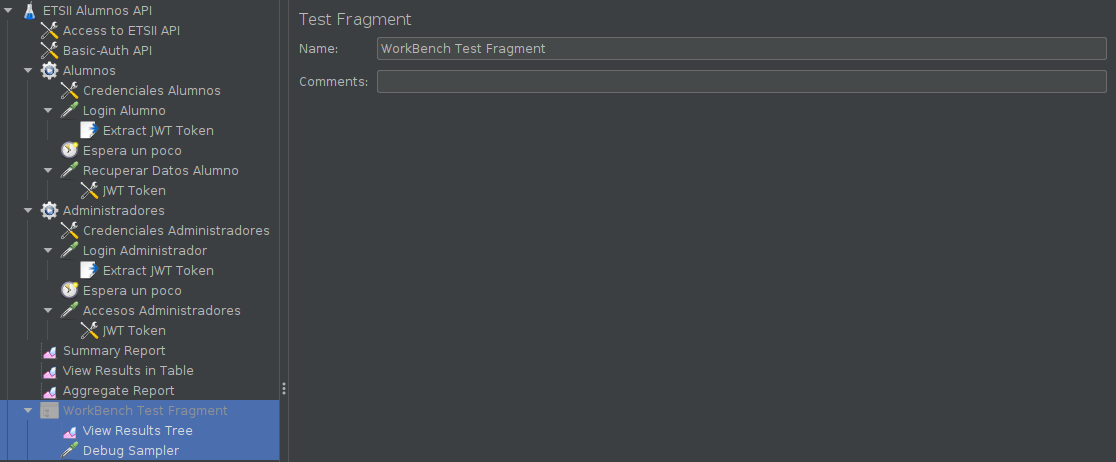 ETSII Alumnos API
Access to ETSII API
Basic-Auth API
Alumnos
Credenciales Alumnos
Login Alumno
Extract JWT Token
Espera un poco
Recuperar Datos Alumno
JWT Token
Administradores
Credenciales Administradores
Login Administrador
Extract JWT Token
Espera un poco
Accesos Administradores
JWT Token
Summary Report
View Results in Table
Aggregate Report
WorkBench Test Fragment
View Results Tree
Debug Sampler
Test Fragment
Name: WorkBench Test Fragment
Comments: